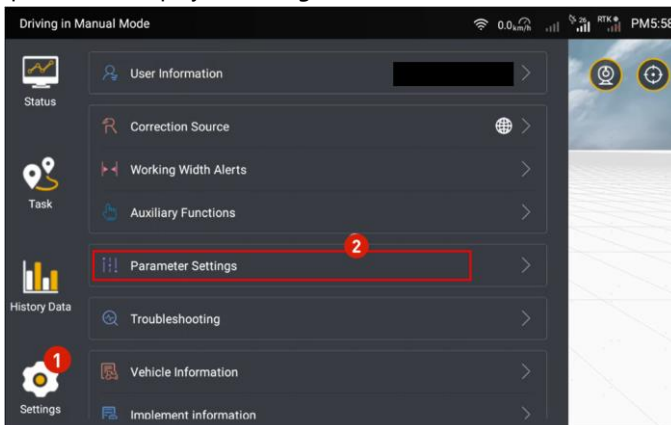 Driving in Manual Mode
0.0km/h
26
RTK
PM5:58
Status
User Information
Correction Source
Working Width Alerts
Task
Auxiliary Functions
2
Parameter Settings
History Data
Troubleshooting
1
Vehicle Information
Settings
Implement information